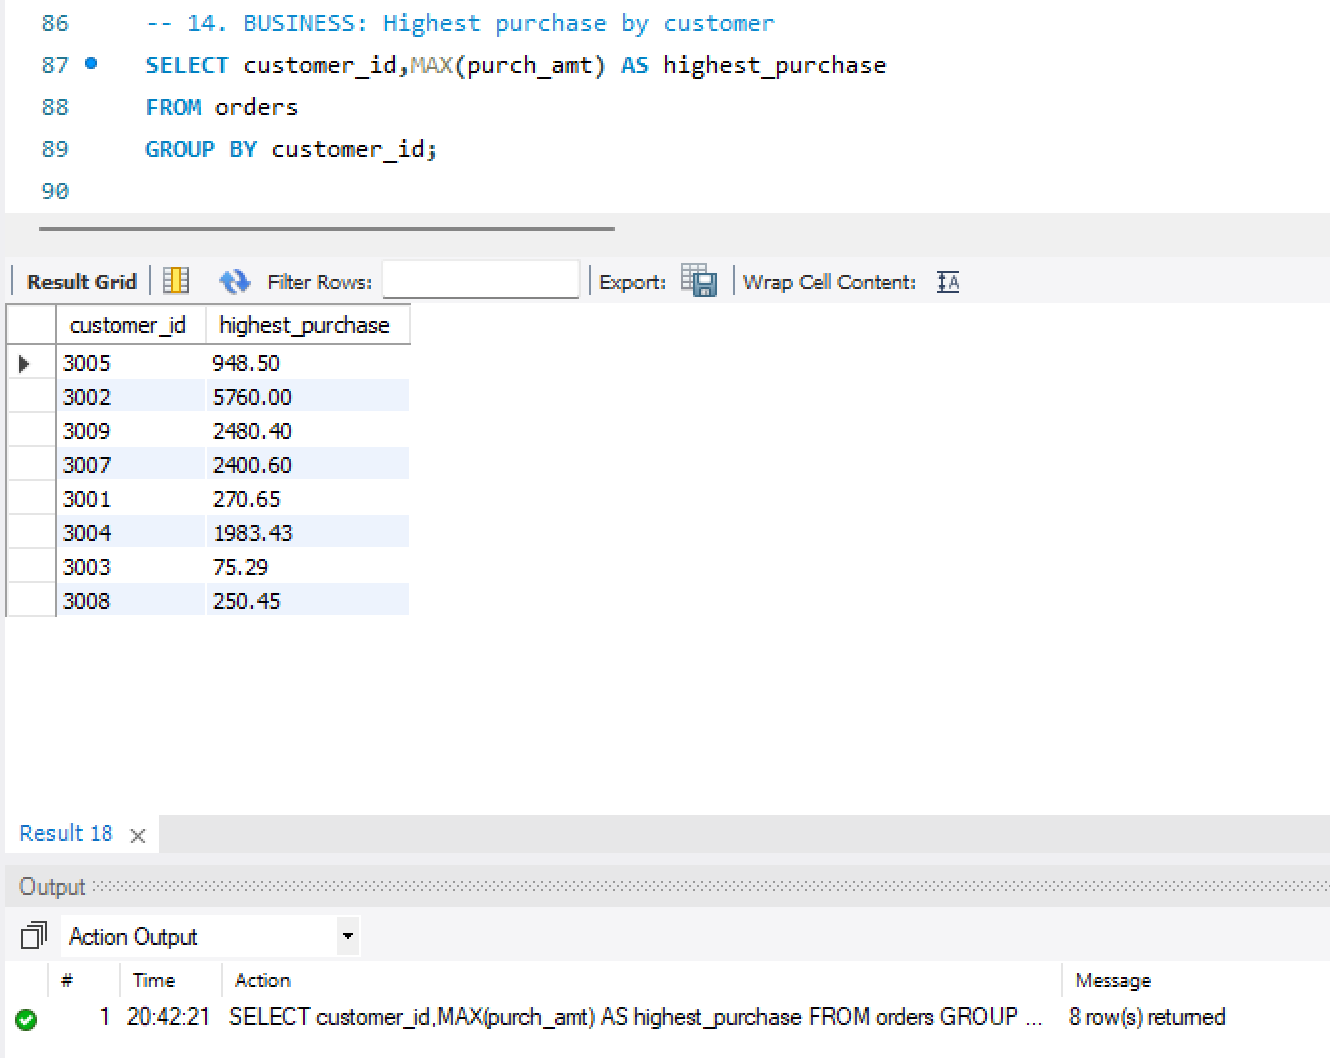 86 -- 14. BUSINESS: Highest purchase by customer
87 SELECT customer_id,MAX(purch_amt) AS highest_purchase
88 FROM orders
89 GROUP BY customer_id;
90
Result Grid Filter Rows: Export: Wrap Cell Content: IA
customer_id highest_purchase
3005 948.50
3002 5760.00
3009 2480.40
3007 2400.60
3001 270.65
3004 1983.43
3003 75.29
3008 250.45
Result 18 ×
Output
Action Output
# Time Action Message
1 20:42:21 SELECT customer_id,MAX(purch_amt) AS highest_purchase FROM orders GROUP ... 8 row(s) returned